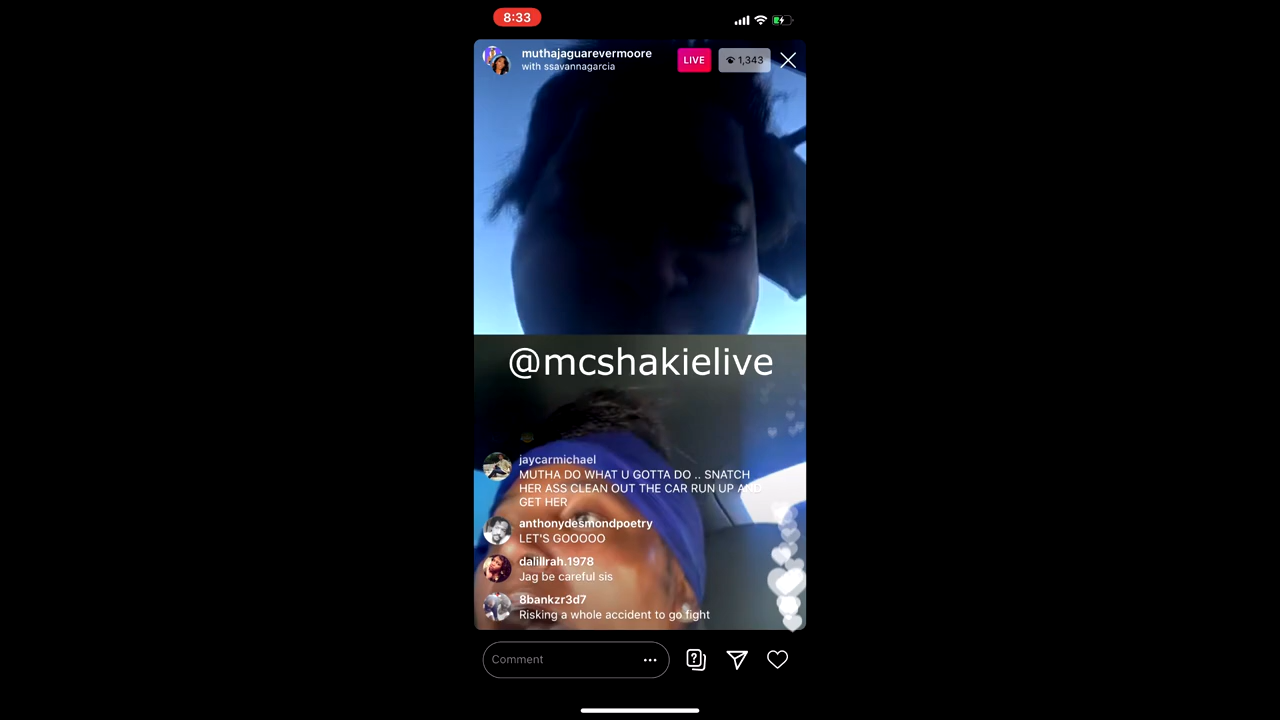 8:33
muthajaguarevermoore
with ssavannagarcia
LIVE
1,343
@mcshakielive
jaycarmichael
MUTHA DO WHAT U GOTTA DO .. SNATCH
HER ASS CLEAN OUT THE CAR RUN UP AND
GET HER
anthonydesmondpoetry
LET'S GOOOOO
dalillrah.1978
Jag be careful sis
8bankzr3d7
Risking a whole accident to go fight
Comment